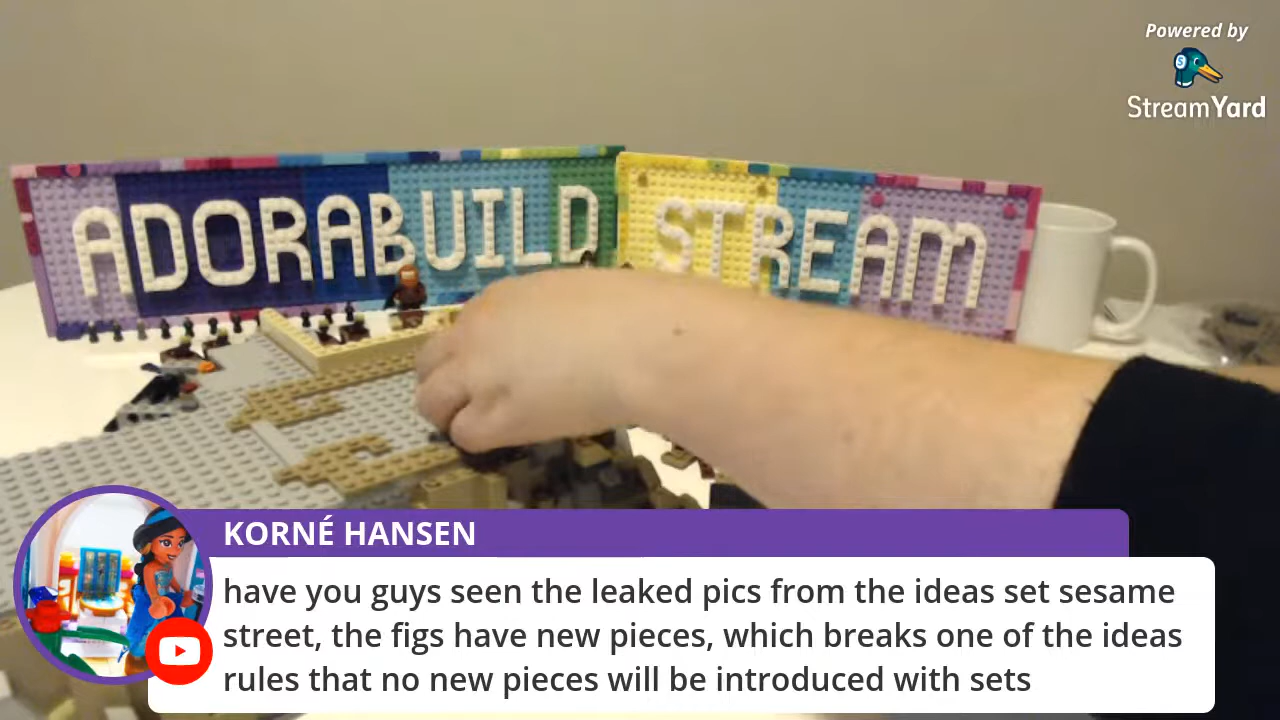 Powered by
StreamYard
ADORABUILD STREAM
KORNÉ HANSEN
have you guys seen the leaked pics from the ideas set sesame
street, the figs have new pieces, which breaks one of the ideas
rules that no new pieces will be introduced with sets